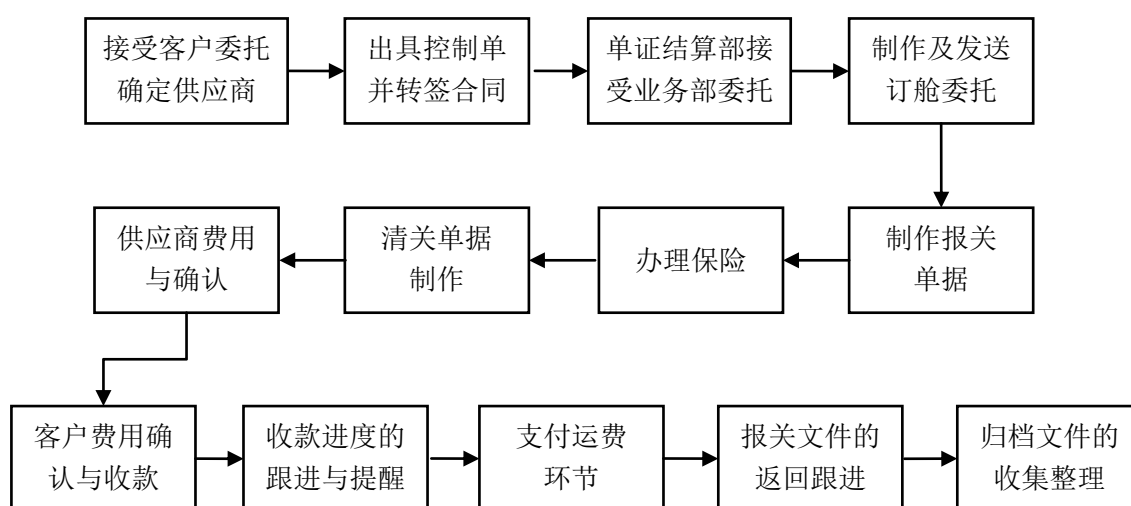 接受客户委托
确定供应商
出具控制单
并转签合同
单证结算部接
受业务部委托
制作及发送
订舱委托
制作报关
单据
办理保险
清关单据
制作
供应商费用
与确认
客户费用确
认与收款
收款进度的
跟进与提醒
支付运费
环节
报关文件的
返回跟进
归档文件的
收集整理